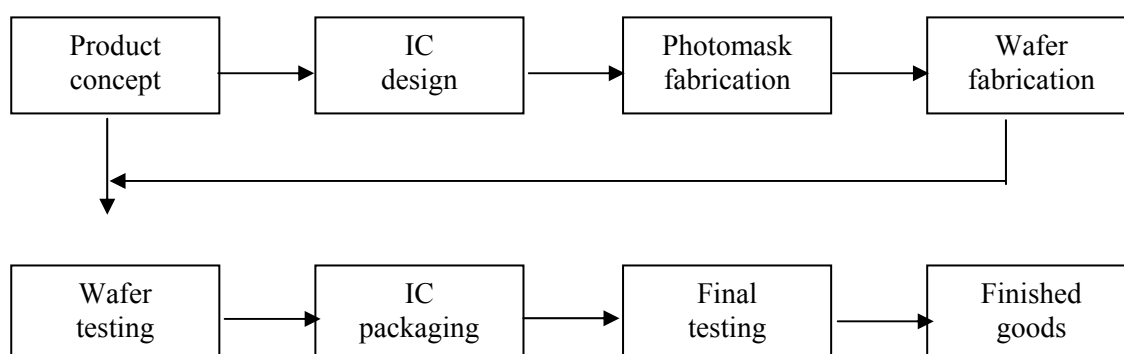 Product
concept
IC
design
Photomask
fabrication
Wafer
fabrication
Wafer
testing
IC
packaging
Final
testing
Finished
goods